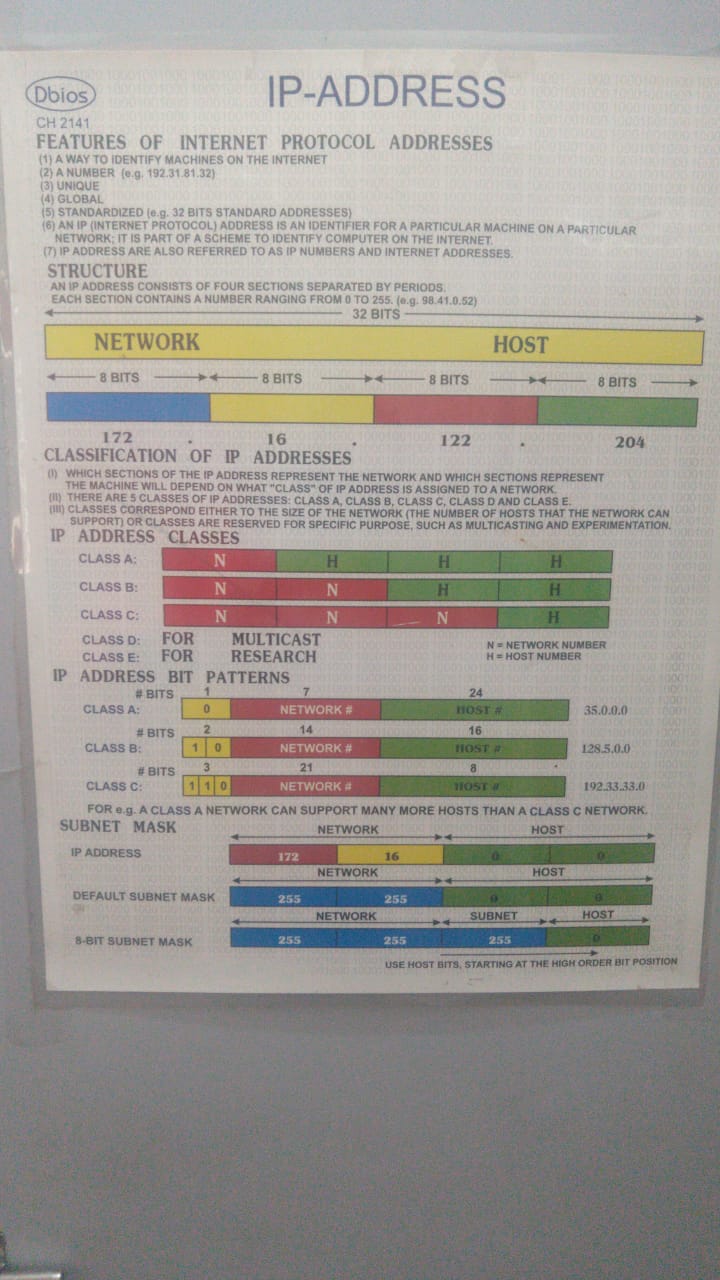 Dbios
IP-ADDRESS
CH 2141
FEATURES OF INTERNET PROTOCOL ADDRESSES
(1) A WAY TO IDENTIFY MACHINES ON THE INTERNET
(2) A NUMBER (e.g. 192.31.81.32)
(3) UNIQUE
(4) GLOBAL
(5) STANDARDIZED (e.g. 32 BITS STANDARD ADDRESSES)
(6) AN IP (INTERNET PROTOCOL) ADDRESS IS AN IDENTIFIER FOR A PARTICULAR MACHINE ON A PARTICULAR
NETWORK; IT IS PART OF A SCHEME TO IDENTIFY COMPUTER ON THE INTERNET.
(7) IP ADDRESS ARE ALSO REFERRED TO AS IP NUMBERS AND INTERNET ADDRESSES.
STRUCTURE
AN IP ADDRESS CONSISTS OF FOUR SECTIONS SEPARATED BY PERIODS.
EACH SECTION CONTAINS A NUMBER RANGING FROM 0 TO 255. (e.g. 98.41.0.52)
32 BITS
NETWORK HOST
8 BITS 8 BITS 8 BITS 8 BITS
172 . 16 . 122 . 204
CLASSIFICATION OF IP ADDRESSES
(I) WHICH SECTIONS OF THE IP ADDRESS REPRESENT THE NETWORK AND WHICH SECTIONS REPRESENT
THE MACHINE WILL DEPEND ON WHAT "CLASS" OF IP ADDRESS IS ASSIGNED TO A NETWORK.
(II) THERE ARE 5 CLASSES OF IP ADDRESSES: CLASS A, CLASS B, CLASS C, CLASS D AND CLASS E.
(III) CLASSES CORRESPOND EITHER TO THE SIZE OF THE NETWORK (THE NUMBER OF HOSTS THAT THE NETWORK CAN
SUPPORT) OR CLASSES ARE RESERVED FOR SPECIFIC PURPOSE, SUCH AS MULTICASTING AND EXPERIMENTATION.
IP ADDRESS CLASSES
CLASS A: N H H H
CLASS B: N N H H
CLASS C: N N N H
CLASS D: FOR MULTICAST
N = NETWORK NUMBER
CLASS E: FOR RESEARCH
H = HOST NUMBER
IP ADDRESS BIT PATTERNS
# BITS 1 7 24
CLASS A: 0 NETWORK # HOST # 35.0.0.0
# BITS 2 14 16
CLASS B: 1 0 NETWORK # HOST # 128.5.0.0
# BITS 3 21 8
CLASS C: 1 1 0 NETWORK # HOST # 192.33.33.0
FOR e.g. A CLASS A NETWORK CAN SUPPORT MANY MORE HOSTS THAN A CLASS C NETWORK.
SUBNET MASK
NETWORK HOST
IP ADDRESS 172 16 0 0
NETWORK HOST
DEFAULT SUBNET MASK 255 255 0 0
NETWORK SUBNET HOST
8-BIT SUBNET MASK 255 255 255 0
USE HOST BITS, STARTING AT THE HIGH ORDER BIT POSITION